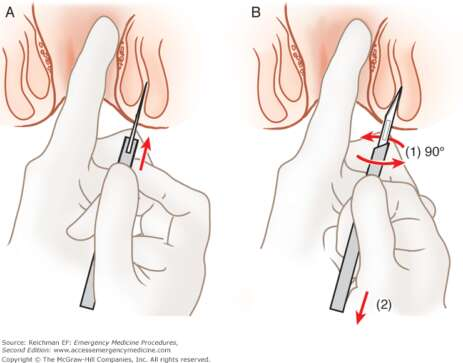 A
B
(1) 90°
(2)
Source: Reichman EF: Emergency Medicine Procedures,
Second Edition: www.accessemergencymedicine.com
Copyright © The McGraw-Hill Companies, Inc. All rights reserved.